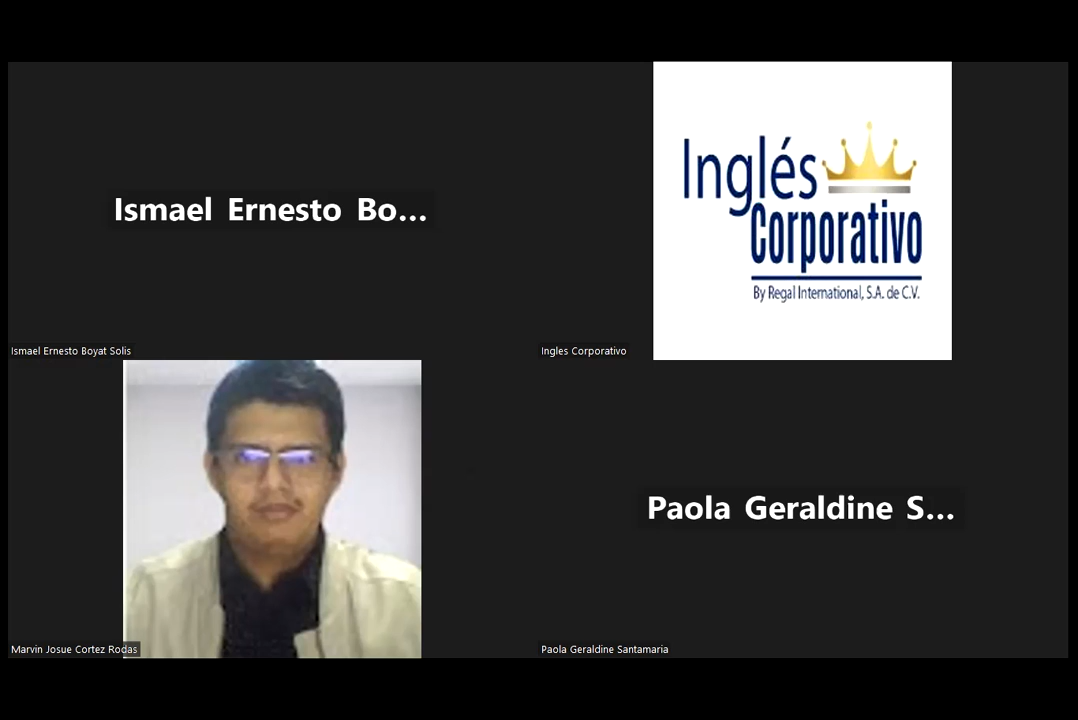 Ismael Ernesto Bo...
Ismael Ernesto Boyat Solis
Inglés
Corporativo
By Regal International, S.A. de C.V.
Ingles Corporativo
Marvin Josue Cortez Rodas
Paola Geraldine S...
Paola Geraldine Santamaria